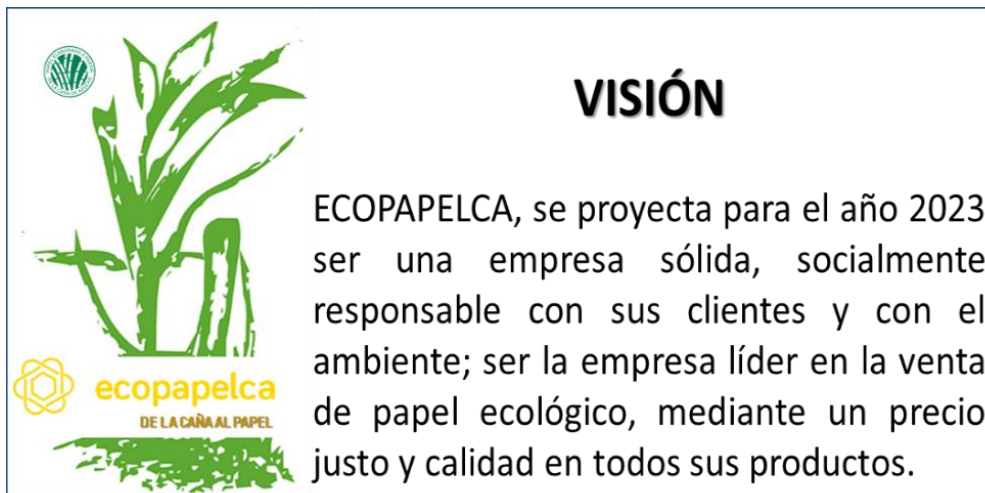 VISIÓN
ECOPAPELCA, se proyecta para el año 2023
ser una empresa sólida, socialmente
responsable con sus clientes y con el
ambiente; ser la empresa líder en la venta
de papel ecológico, mediante un precio
justo y calidad en todos sus productos.
ecopapelca
DE LA CAÑA AL PAPEL